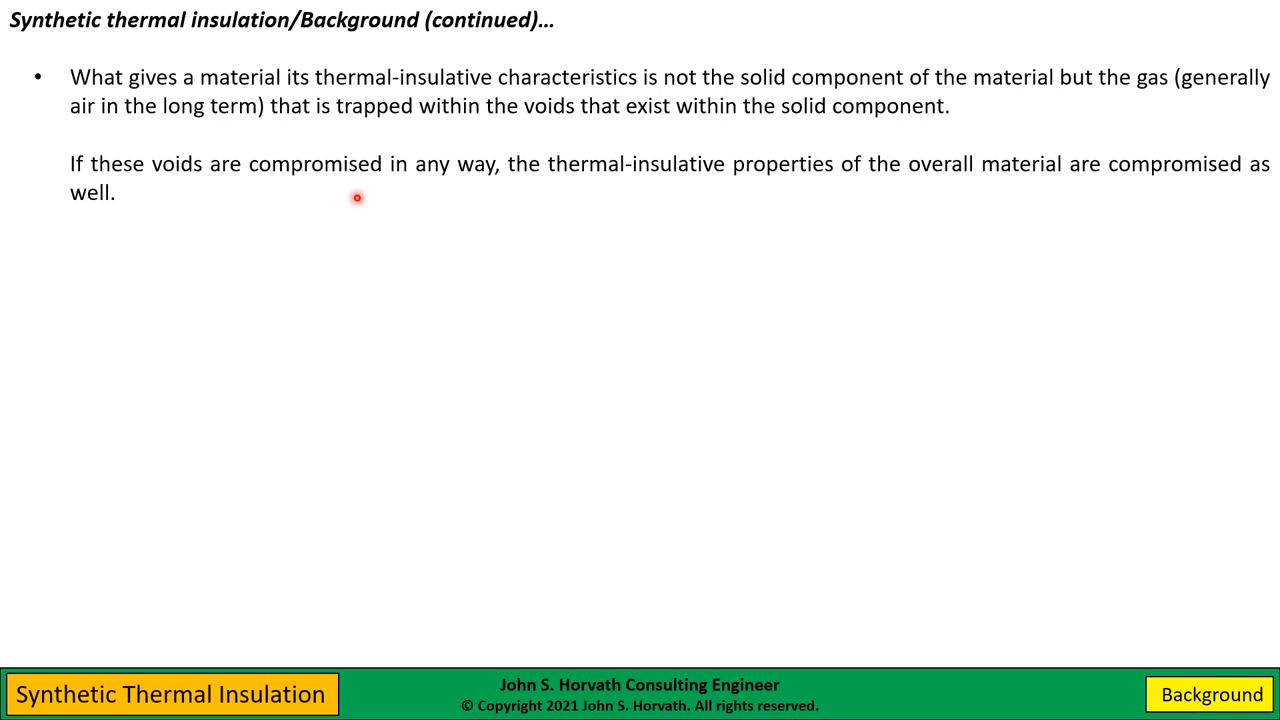 Synthetic thermal insulation/Background (continued)…
• What gives a material its thermal-insulative characteristics is not the solid component of the material but the gas (generally
air in the long term) that is trapped within the voids that exist within the solid component.
If these voids are compromised in any way, the thermal-insulative properties of the overall material are compromised as
well.
Synthetic Thermal Insulation
John S. Horvath Consulting Engineer
© Copyright 2021 John S. Horvath. All rights reserved.
Background